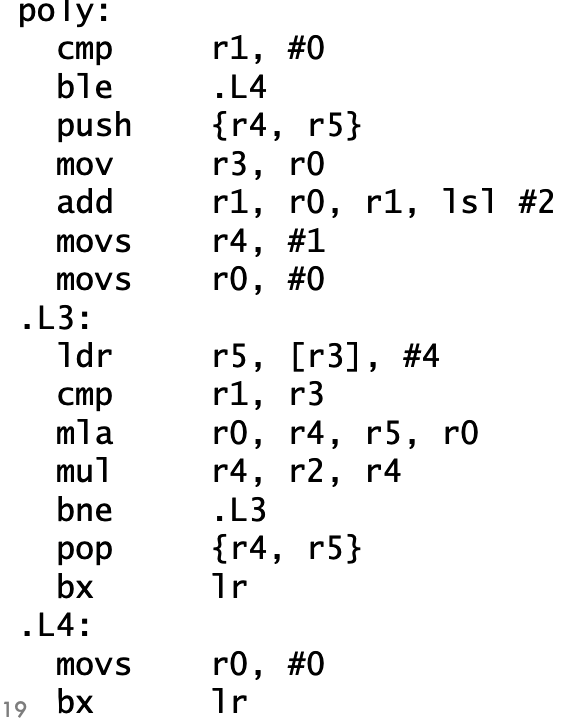 poly:
cmp r1, #0
ble .L4
push {r4, r5}
mov r3, r0
add r1, r0, r1, lsl #2
movs r4, #1
movs r0, #0
.L3:
ldr r5, [r3], #4
cmp r1, r3
mla r0, r4, r5, r0
mul r4, r2, r4
bne .L3
pop {r4, r5}
bx lr
.L4:
movs r0, #0
19 bx lr